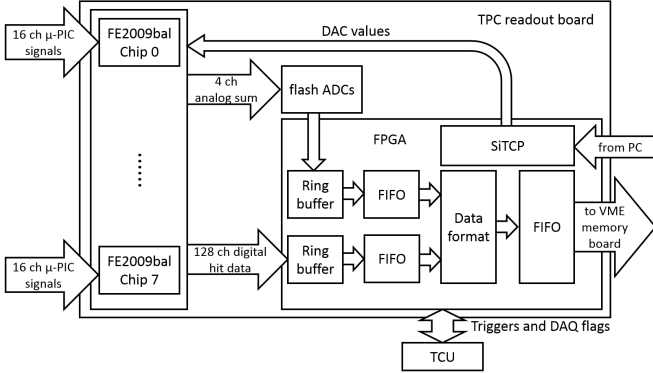 TPC readout board
16 ch μ-PIC
signals
FE2009bal
Chip 0
DAC values
4 ch
analog sum
flash ADCs
FPGA
SiTCP
from PC
......
Ring
buffer
FIFO
Data
format
FIFO
to VME
memory
board
16 ch μ-PIC
signals
FE2009bal
Chip 7
128 ch digital
hit data
Ring
buffer
FIFO
Triggers and DAQ flags
TCU